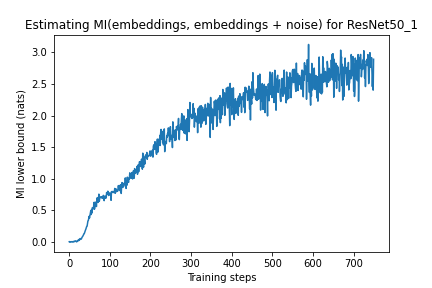 Estimating MI(embeddings, embeddings + noise) for ResNet50_1
MI lower bound (nats)
3.0
2.5
2.0
1.5
1.0
0.5
0.0
0 100 200 300 400 500 600 700
Training steps